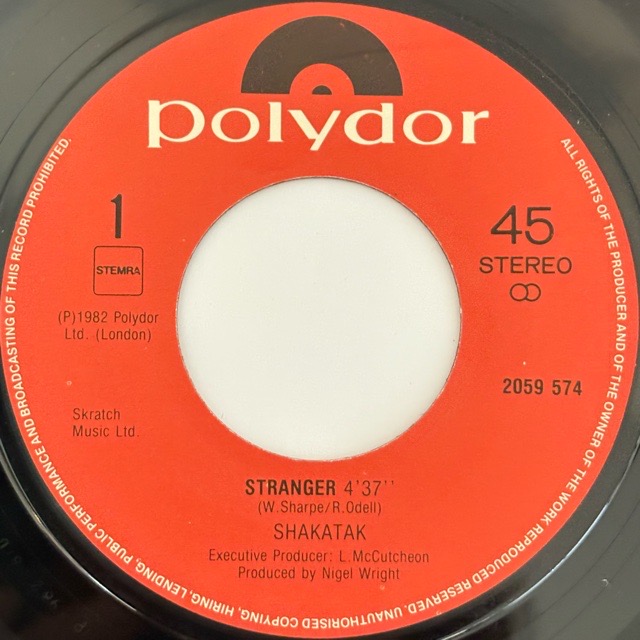 polydor
1
STEMRA
45
STEREO
(P)1982 Polydor
Ltd. (London)
2059 574
Skratch
Music Ltd.
STRANGER 4'37''
(W.Sharpe/R.Odell)
SHAKATAK
Executive Producer: L.McCutcheon
Produced by Nigel Wright
ALL RIGHTS OF THE PRODUCER AND OF THE OWNER OF THE WORK REPRODUCED RESERVED. UNAUTHORISED COPYING, HIRING, LENDING, PUBLIC PERFORMANCE AND BROADCASTING OF THIS RECORD PROHIBITED.